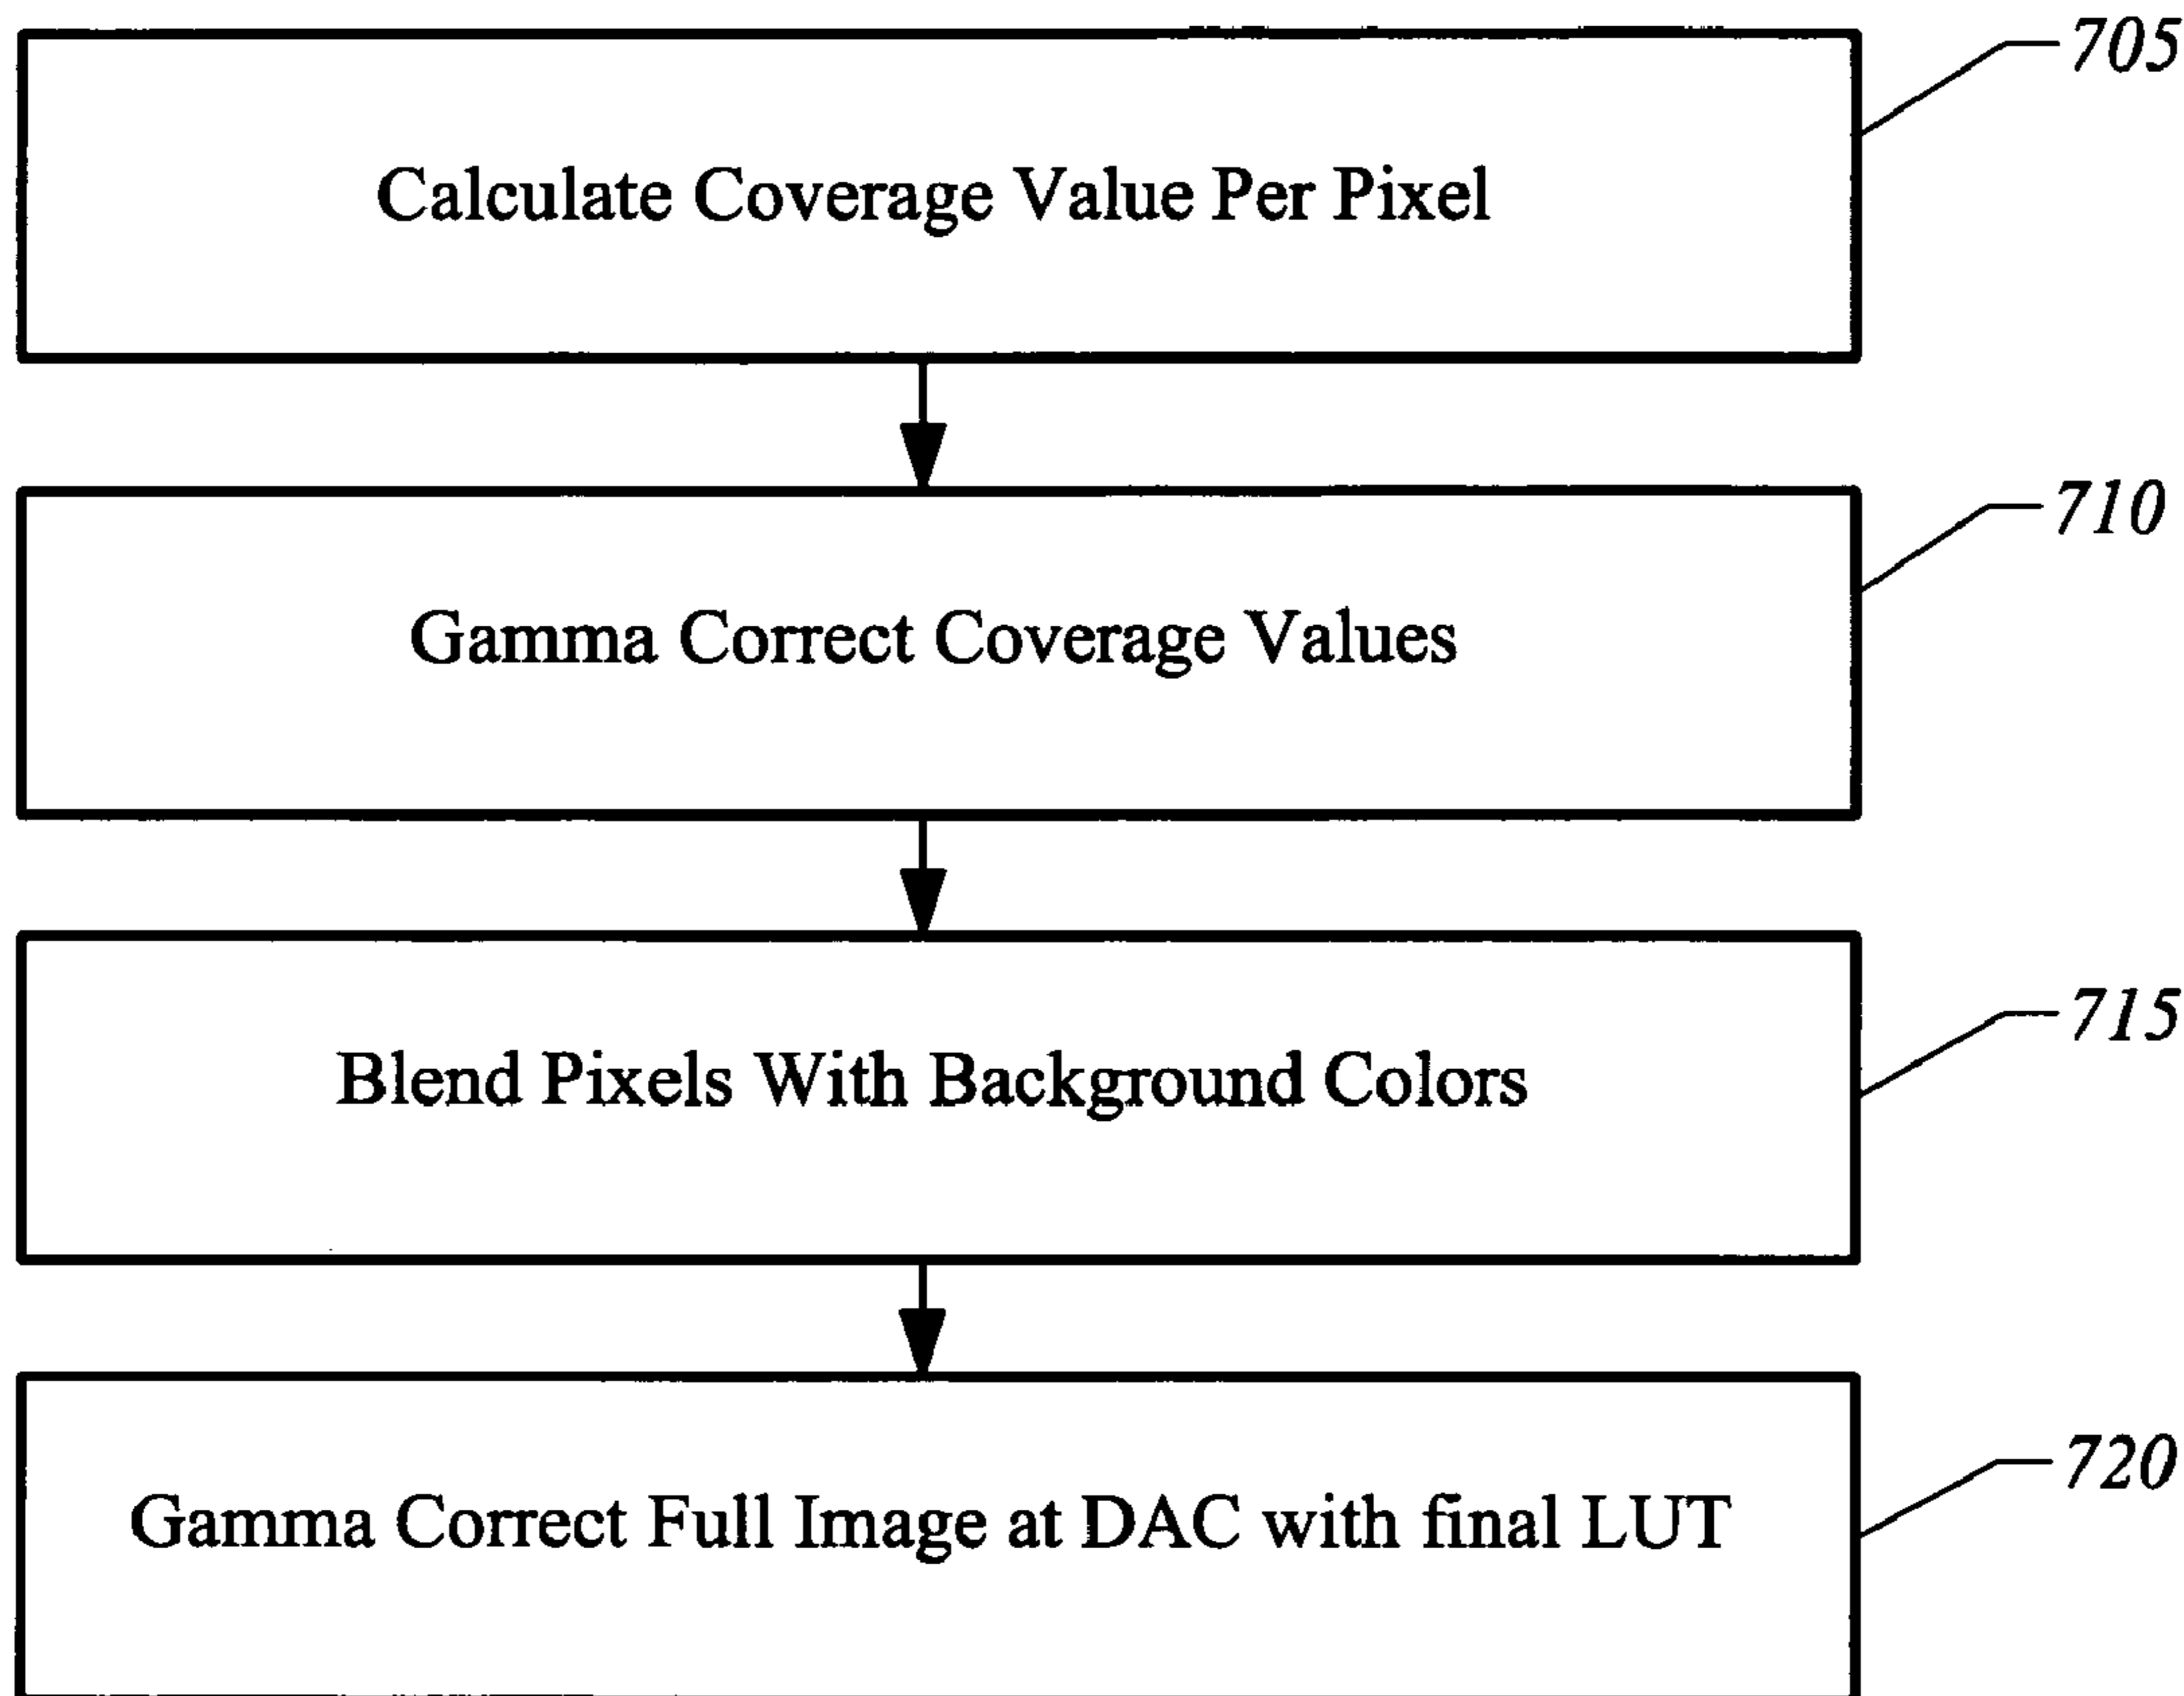 705
Calculate Coverage Value Per Pixel
710
Gamma Correct Coverage Values
715
Blend Pixels With Background Colors
720
Gamma Correct Full Image at DAC with final LUT